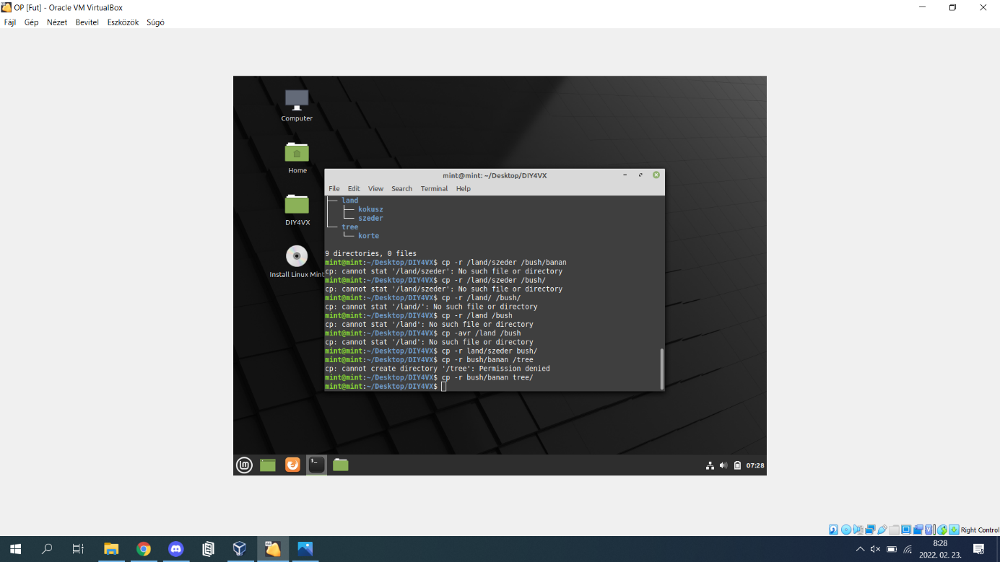 OP [Fut] - Oracle VM VirtualBox
Fájl Gép Nézet Bevitel Eszközök Súgó
Computer
Home
DIY4VX
Install Linux Mint
mint@mint: ~/Desktop/DIY4VX
File Edit View Search Terminal Help
├── land
│   ├── kokusz
│   └── szeder
└── tree
    └── korte
9 directories, 0 files
mint@mint:~/Desktop/DIY4VX$ cp -r /land/szeder /bush/banan
cp: cannot stat '/land/szeder': No such file or directory
mint@mint:~/Desktop/DIY4VX$ cp -r /land/szeder /bush/
cp: cannot stat '/land/szeder': No such file or directory
mint@mint:~/Desktop/DIY4VX$ cp -r /land/ /bush/
cp: cannot stat '/land/': No such file or directory
mint@mint:~/Desktop/DIY4VX$ cp -r /land /bush
cp: cannot stat '/land': No such file or directory
mint@mint:~/Desktop/DIY4VX$ cp -avr /land /bush
cp: cannot stat '/land': No such file or directory
mint@mint:~/Desktop/DIY4VX$ cp -r land/szeder bush/
mint@mint:~/Desktop/DIY4VX$ cp -r bush/banan /tree
cp: cannot create directory '/tree': Permission denied
mint@mint:~/Desktop/DIY4VX$ cp -r bush/banan tree/
mint@mint:~/Desktop/DIY4VX$
07:28
Right Control
8:28
2022. 02. 23.